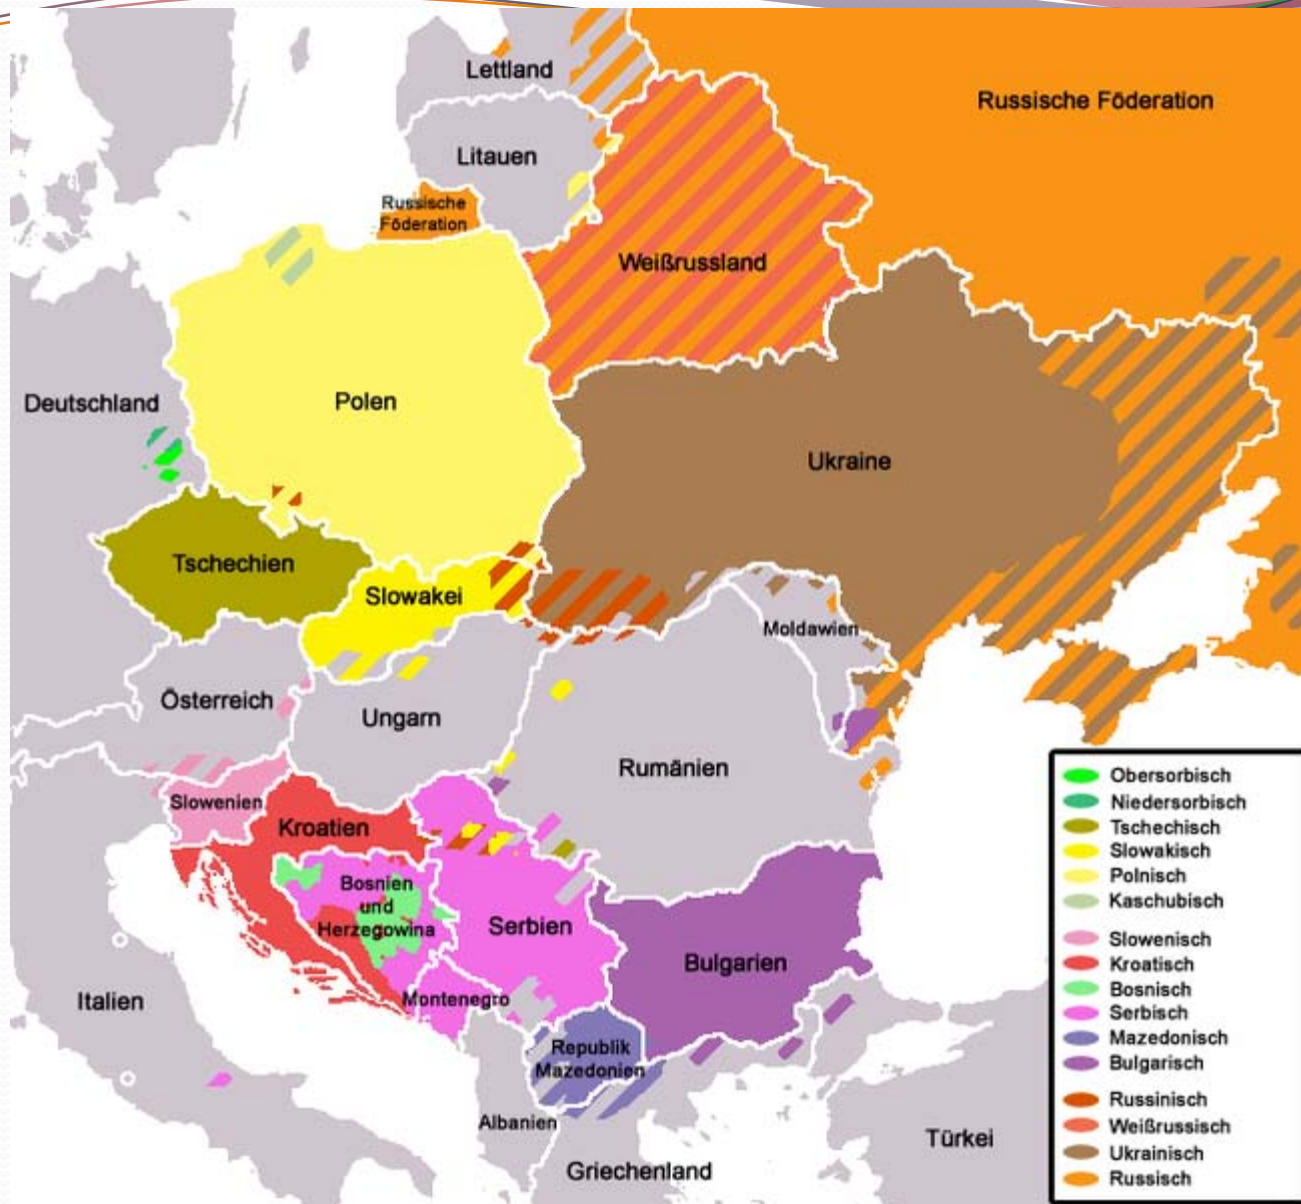 Lettland
Russische Föderation
Litauen
Russische
Föderation
Weißrussland
Deutschland
Polen
Ukraine
Tschechien
Slowakei
Moldawien
Österreich
Ungarn
Rumänien
Slowenien
Kroatien
Bosnien
und
Herzegowina
Serbien
Bulgarien
Italien
Montenegro
Republik
Mazedonien
Albanien
Griechenland
Türkei
Obersorbisch
Niedersorbisch
Tschechisch
Slowakisch
Polnisch
Kaschubisch
Slowenisch
Kroatisch
Bosnisch
Serbisch
Mazedonisch
Bulgarisch
Russinisch
Weißrussisch
Ukrainisch
Russisch